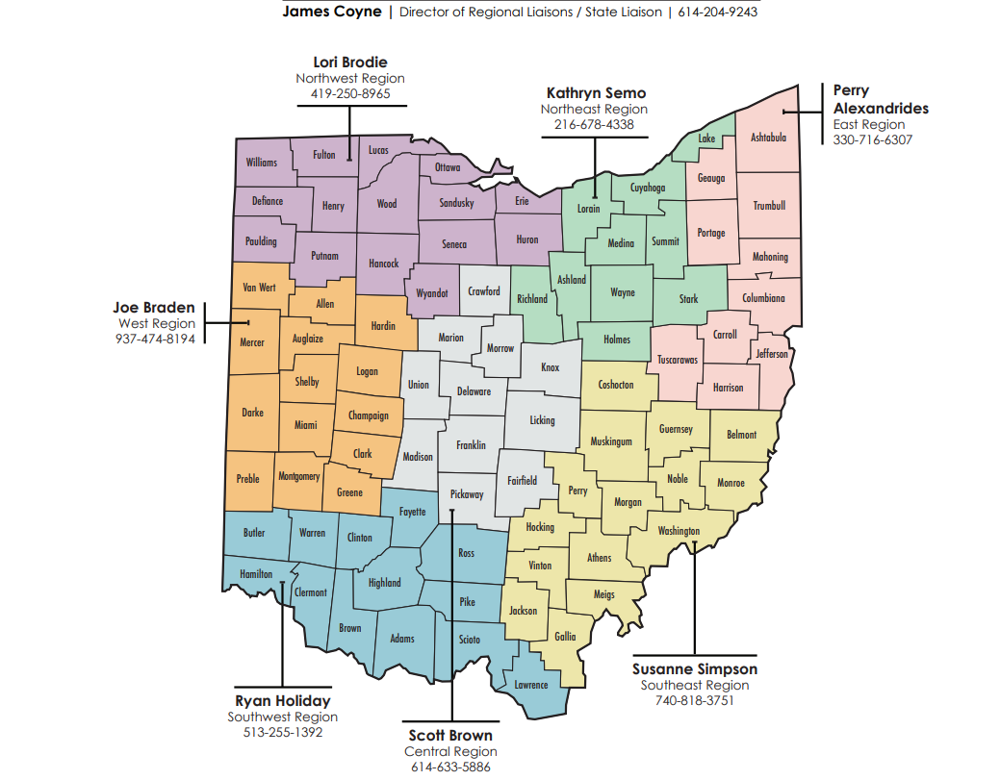 James Coyne | Director of Regional Liaisons / State Liaison | 614-204-9243
Lori Brodie
Northwest Region
419-250-8965
Kathryn Semo
Northeast Region
216-678-4338
Perry
Alexandrides
East Region
330-716-6307
Joe Braden
West Region
937-474-8194
Williams
Fulton
Lucas
Ottawa
Defiance
Henry
Wood
Sandusky
Erie
Paulding
Putnam
Hancock
Seneca
Huron
Wyandot
Lake
Ashtabula
Geauga
Cuyahoga
Lorain
Trumbull
Medina
Summit
Portage
Mahoning
Ashland
Wayne
Stark
Columbiana
Richland
Crawford
Holmes
Carroll
Tuscarawas
Jefferson
Harrison
Van Wert
Allen
Hardin
Mercer
Auglaize
Logan
Shelby
Darke
Miami
Champaign
Clark
Preble
Montgomery
Greene
Marion
Morrow
Knox
Union
Delaware
Licking
Madison
Franklin
Fairfield
Pickaway
Coshocton
Muskingum
Guernsey
Belmont
Perry
Noble
Monroe
Morgan
Washington
Hocking
Vinton
Athens
Meigs
Jackson
Gallia
Fayette
Butler
Warren
Clinton
Ross
Hamilton
Clermont
Highland
Pike
Brown
Adams
Scioto
Lawrence
Ryan Holiday
Southwest Region
513-255-1392
Scott Brown
Central Region
614-633-5886
Susanne Simpson
Southeast Region
740-818-3751